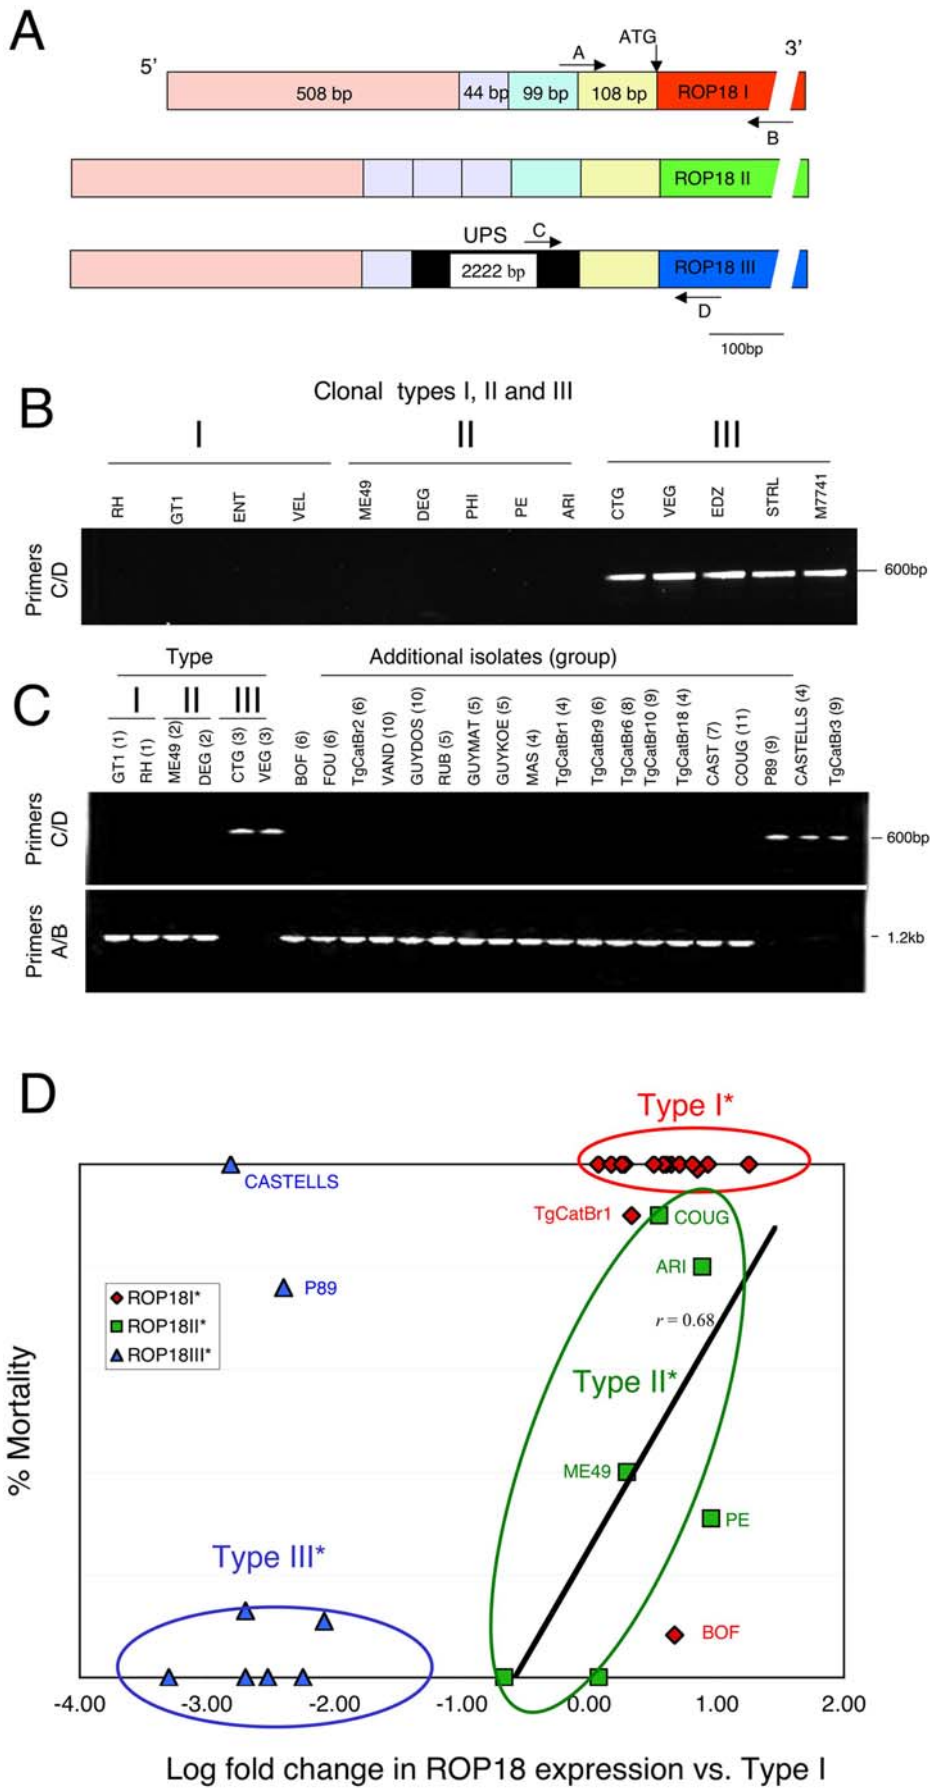 A
5’
A
ATG
3’
508 bp
44 bp
99 bp
108 bp
ROP18 I
B
ROP18 II
UPS
C
2222 bp
ROP18 III
D
100bp
B
Clonal types I, II and III
I
II
III
RH
GT1
ENT
VEL
ME49
DEG
PHI
PE
ARI
CTG
VEG
EDZ
STRL
M7741
Primers
C/D
600bp
C
Type
Additional isolates (group)
I
II
III
GT1 (1)
RH (1)
ME49 (2)
DEG (2)
CTG (3)
VEG (3)
BOF (6)
FOU (6)
TgCatBr2 (6)
VAND (10)
GUYDOS (10)
RUB (5)
GUYMAT (5)
GUYKOE (5)
MAS (4)
TgCatBr1 (4)
TgCatBr9 (6)
TgCatBr6 (8)
TgCatBr10 (9)
TgCatBr18 (4)
CAST (7)
COUG (11)
P89 (9)
CASTELLS (4)
TgCatBr3 (9)
Primers
C/D
600bp
Primers
A/B
1.2kb
D
Type I*
CASTELLS
TgCatBr1
COUG
ARI
P89
ROP18I*
ROP18II*
ROP18III*
r = 0.68
Type II*
% Mortality
ME49
PE
Type III*
BOF
-4.00
-3.00
-2.00
-1.00
0.00
1.00
2.00
Log fold change in ROP18 expression vs. Type I